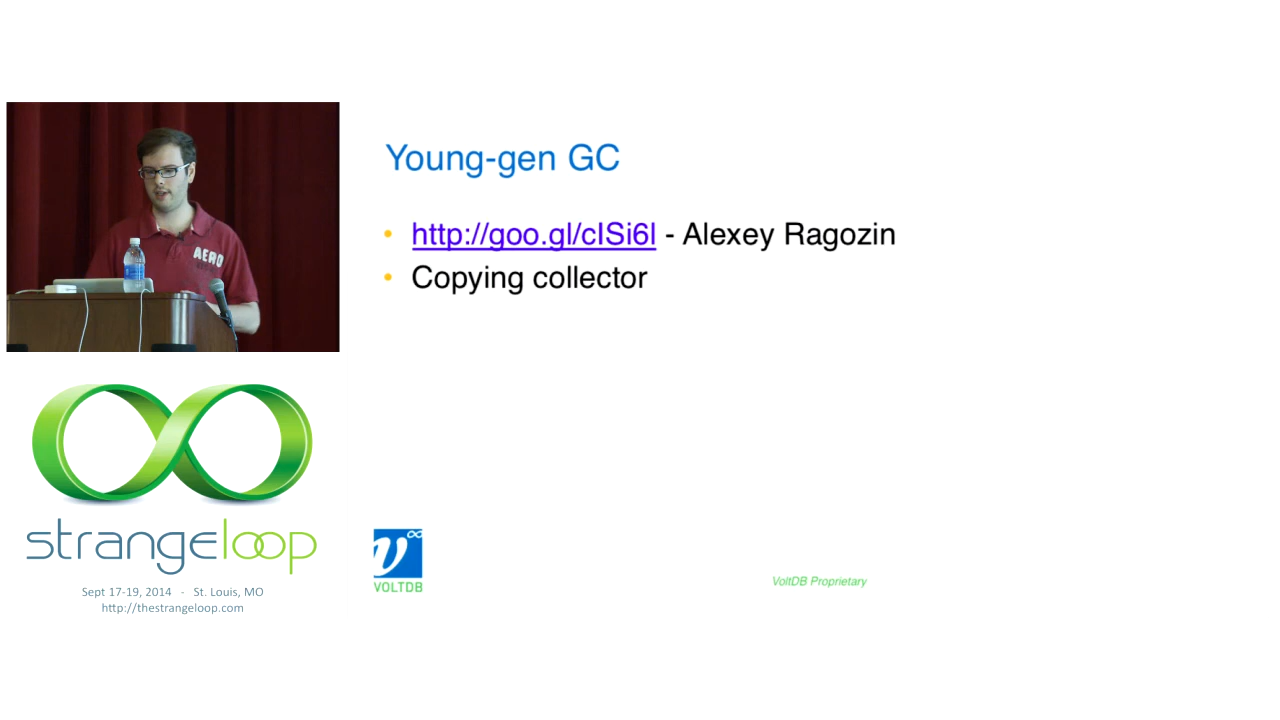 Young-gen GC
• http://goo.gl/cISi6l - Alexey Ragozin
• Copying collector
AERO
strangeloop
Sept 17-19, 2014 - St. Louis, MO
http://thestrangeloop.com
VOLTDB
VoltDB Proprietary